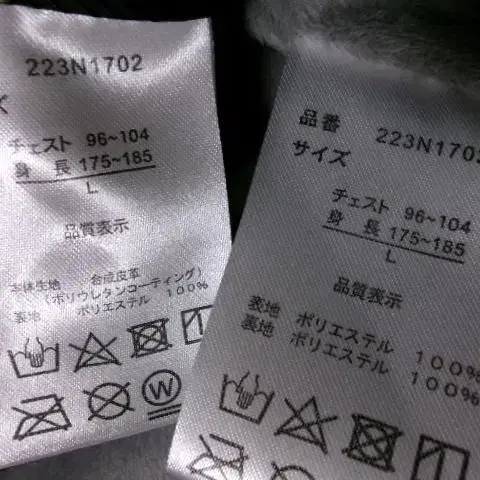 223N1702
ズ
チェスト 96~104
身 長 175~185
L
品質表示
本体生地 合成皮革
(ポリウレタンコーティング)
裏地 ポリエステル 100%
W
品番 223N1702
サイズ
チェスト 96~104
身 長 175~185
L
品質表示
表地 ポリエステル 100%
裏地 ポリエステル 100%